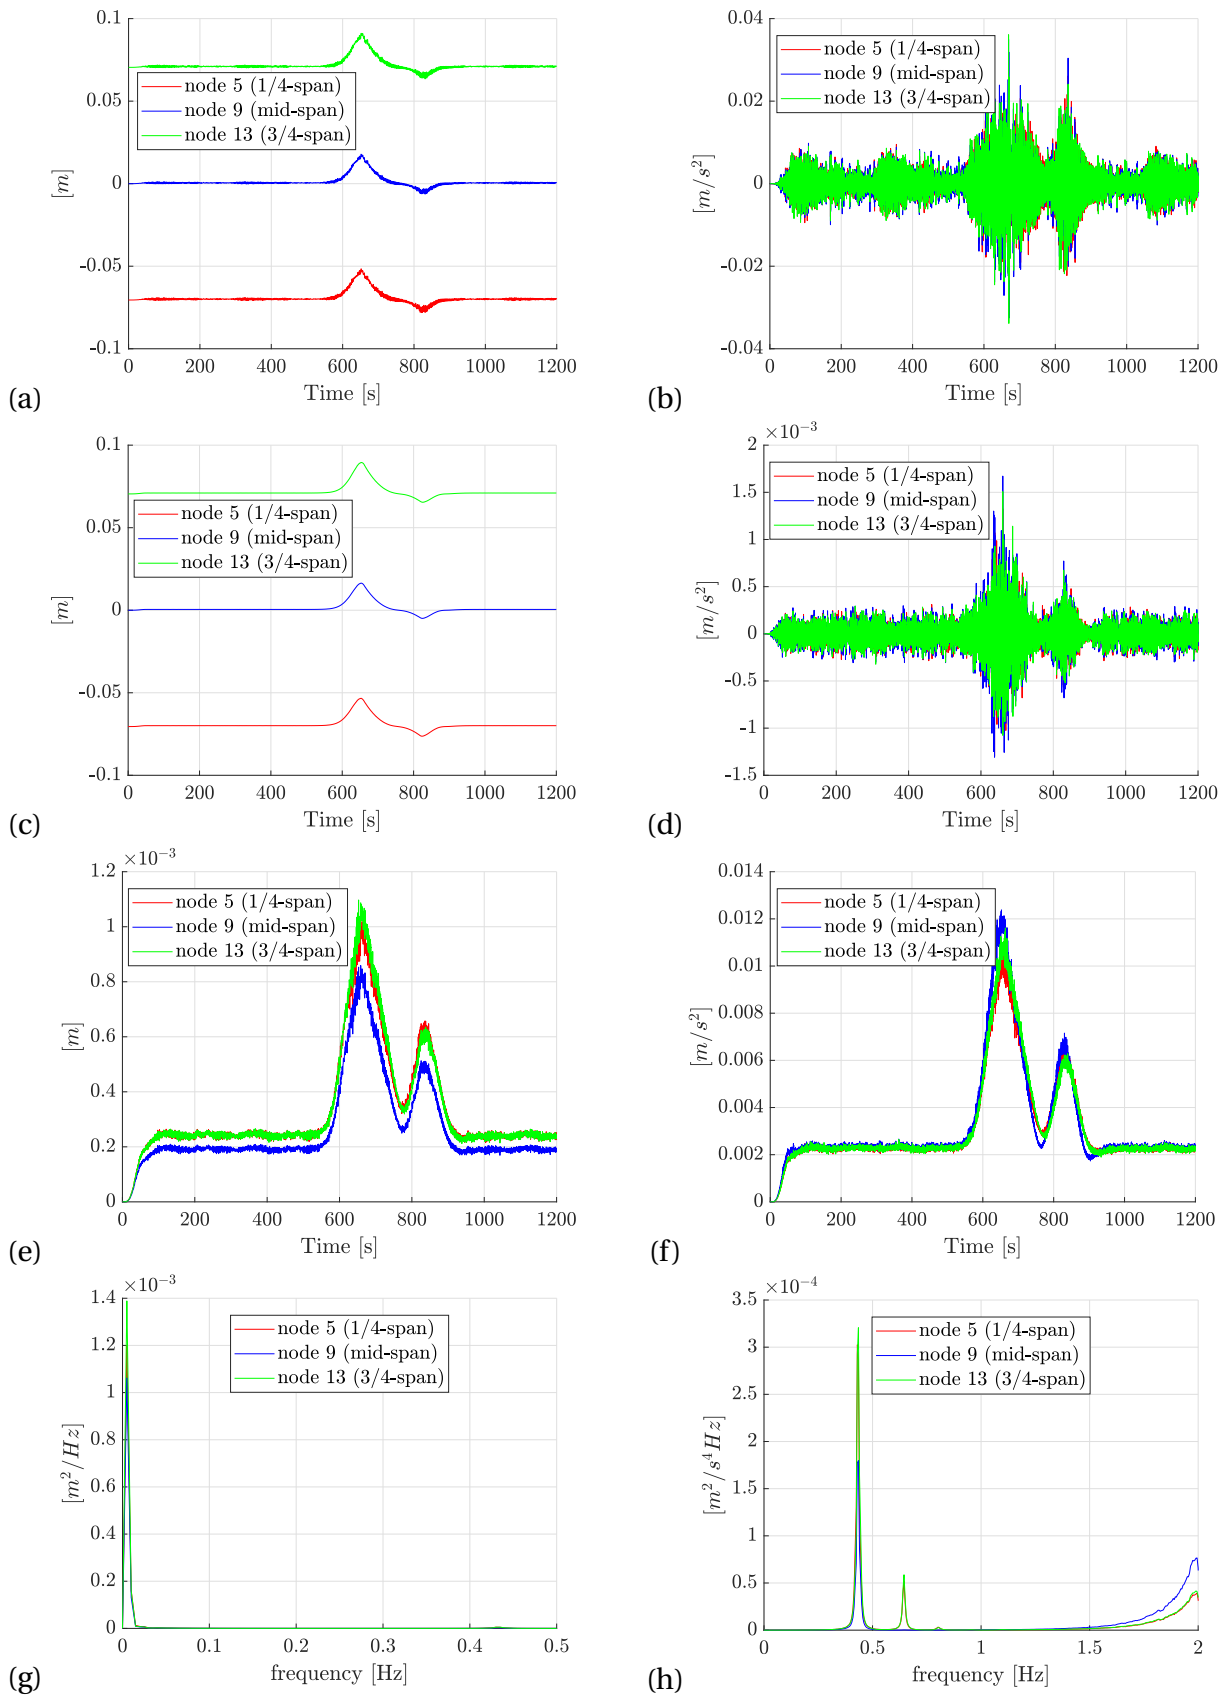 0.1
0.05
0
-0.05
-0.1
[m]
node 5 (1/4-span)
node 9 (mid-span)
node 13 (3/4-span)
0 200 400 600 800 1000 1200
Time [s]
(a)
0.04
0.02
0
-0.02
-0.04
[m/s²]
node 5 (1/4-span)
node 9 (mid-span)
node 13 (3/4-span)
0 200 400 600 800 1000 1200
Time [s]
(b)
0.1
0.05
0
-0.05
-0.1
[m]
node 5 (1/4-span)
node 9 (mid-span)
node 13 (3/4-span)
0 200 400 600 800 1000 1200
Time [s]
(c)
×10⁻³
2
1.5
1
0.5
0
-0.5
-1
-1.5
[m/s²]
node 5 (1/4-span)
node 9 (mid-span)
node 13 (3/4-span)
0 200 400 600 800 1000 1200
Time [s]
(d)
×10⁻³
1.2
1
0.8
0.6
0.4
0.2
0
[m]
node 5 (1/4-span)
node 9 (mid-span)
node 13 (3/4-span)
0 200 400 600 800 1000 1200
Time [s]
(e)
0.014
0.012
0.01
0.008
0.006
0.004
0.002
0
[m/s²]
node 5 (1/4-span)
node 9 (mid-span)
node 13 (3/4-span)
0 200 400 600 800 1000 1200
Time [s]
(f)
×10⁻³
1.4
1.2
1
0.8
0.6
0.4
0.2
0
[m²/Hz]
node 5 (1/4-span)
node 9 (mid-span)
node 13 (3/4-span)
0 0.1 0.2 0.3 0.4 0.5
frequency [Hz]
(g)
×10⁻⁴
3.5
3
2.5
2
1.5
1
0.5
0
[m²/s⁴Hz]
node 5 (1/4-span)
node 9 (mid-span)
node 13 (3/4-span)
0 0.5 1 1.5 2
frequency [Hz]
(h)